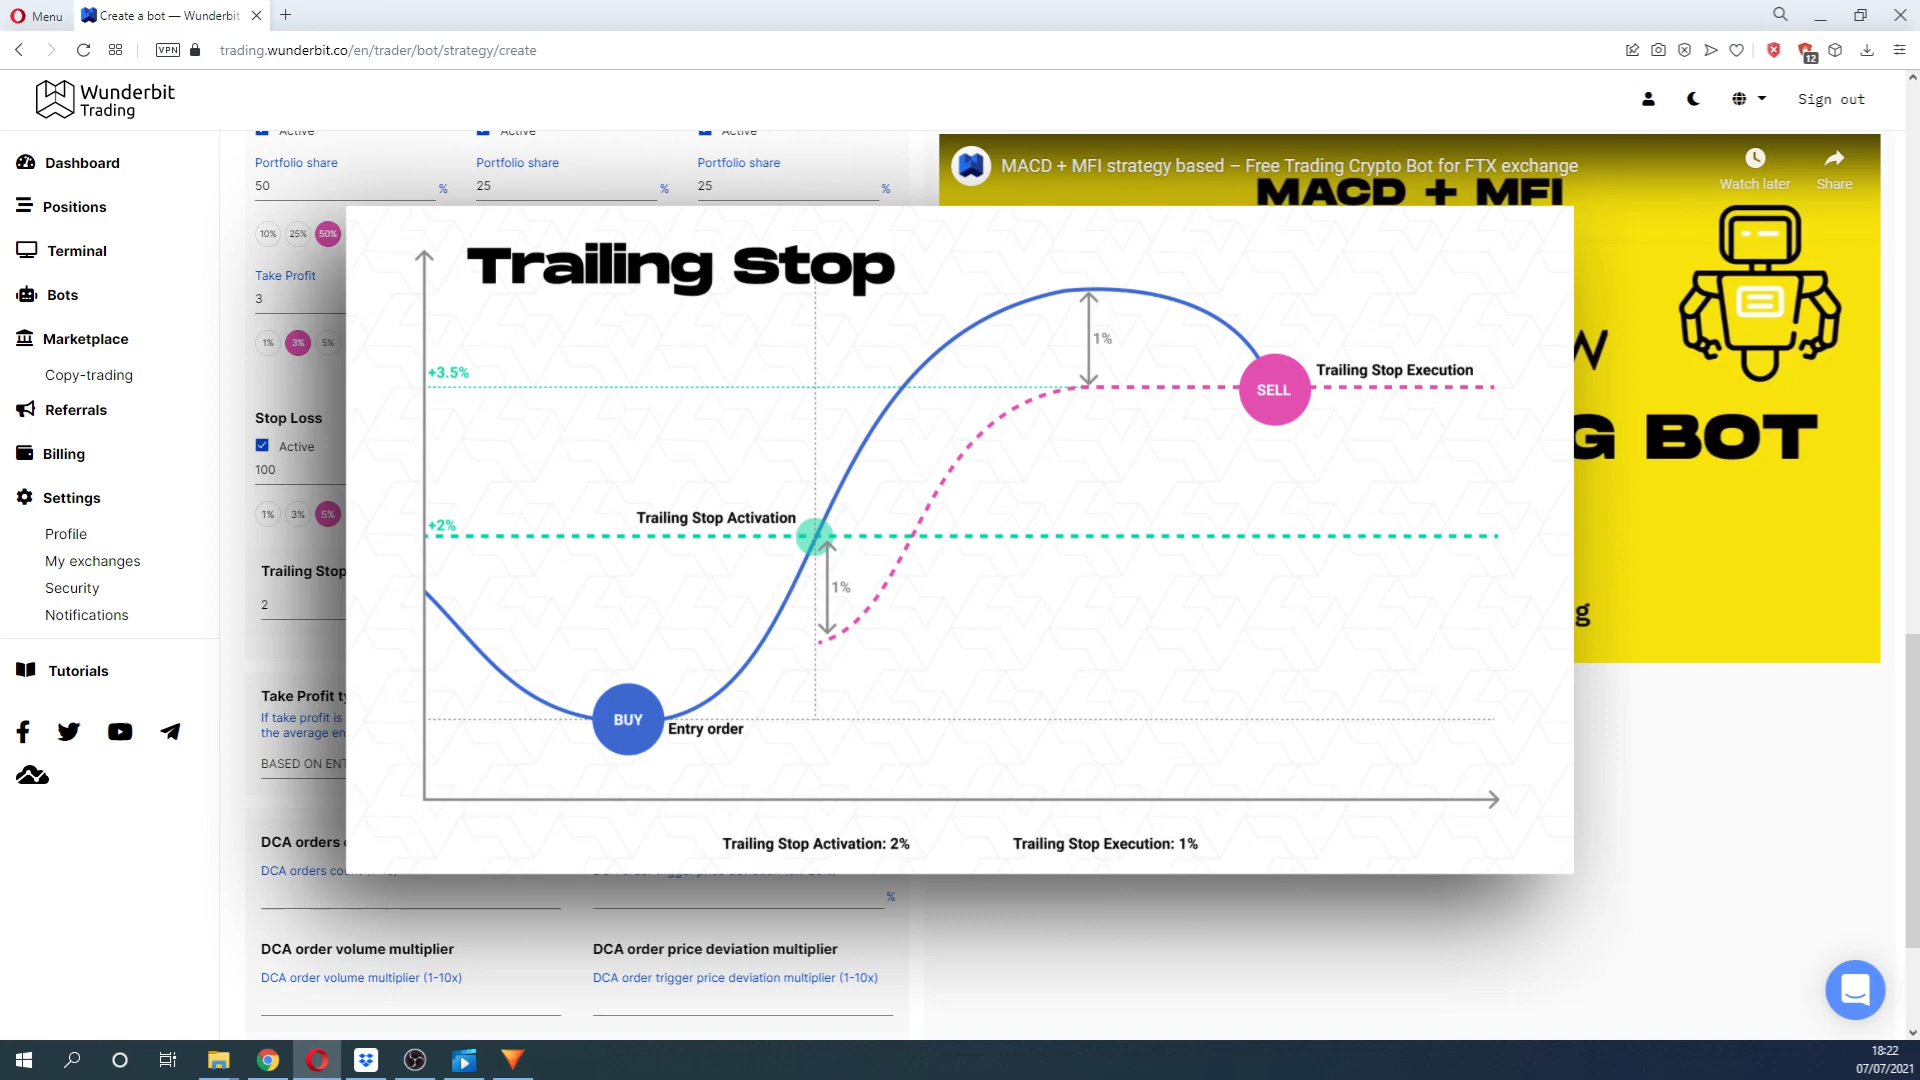 Menu
Create a bot — Wunderbit
VPN
trading.wunderbit.co/en/trader/bot/strategy/create
12
Wunderbit
Trading
Sign out
Dashboard
Positions
Terminal
Bots
Marketplace
Copy-trading
Referrals
Billing
Settings
Profile
My exchanges
Security
Notifications
Tutorials
Active
Active
Active
Portfolio share
Portfolio share
Portfolio share
50 %
25 %
25 %
10% 25% 50%
Take Profit
3
1% 3% 5%
Stop Loss
Active
100
1% 3% 5%
Trailing Stop
2
Take Profit ty
If take profit is
the average en
BASED ON ENT
DCA orders
DCA orders
%
DCA order volume multiplier
DCA order volume multiplier (1-10x)
DCA order price deviation multiplier
DCA order trigger price deviation multiplier (1-10x)
MACD + MFI strategy based – Free Trading Crypto Bot for FTX exchange
Watch later
Share
MACD + MFI
W
G BOT
g
Trailing Stop
+3.5%
1%
SELL
Trailing Stop Execution
Trailing Stop Activation
+2%
1%
BUY
Entry order
Trailing Stop Activation: 2%
Trailing Stop Execution: 1%
18:22
07/07/2021